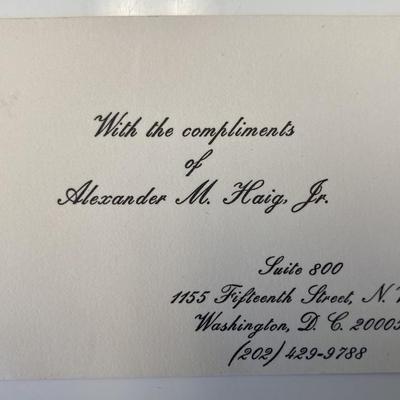 With the compliments
of
Alexander M. Haig, Jr.
Suite 800
1155 Fifteenth Street, N.
Washington, D. C. 20005
(202) 429-9788